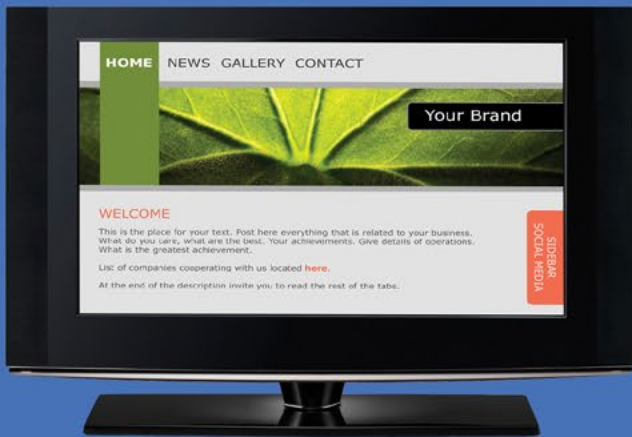 HOME NEWS GALLERY CONTACT
Your Brand
WELCOME
This is the place for your text. Post here everything that is related to your business.
What do you care, what are the best. Your achievements. Give details of operations.
What is the greatest achievement.
List of companies cooperating with us located here.
At the end of the description invite you to read the rest of the tabs.
SIDEBAR
SOCIAL MEDIA